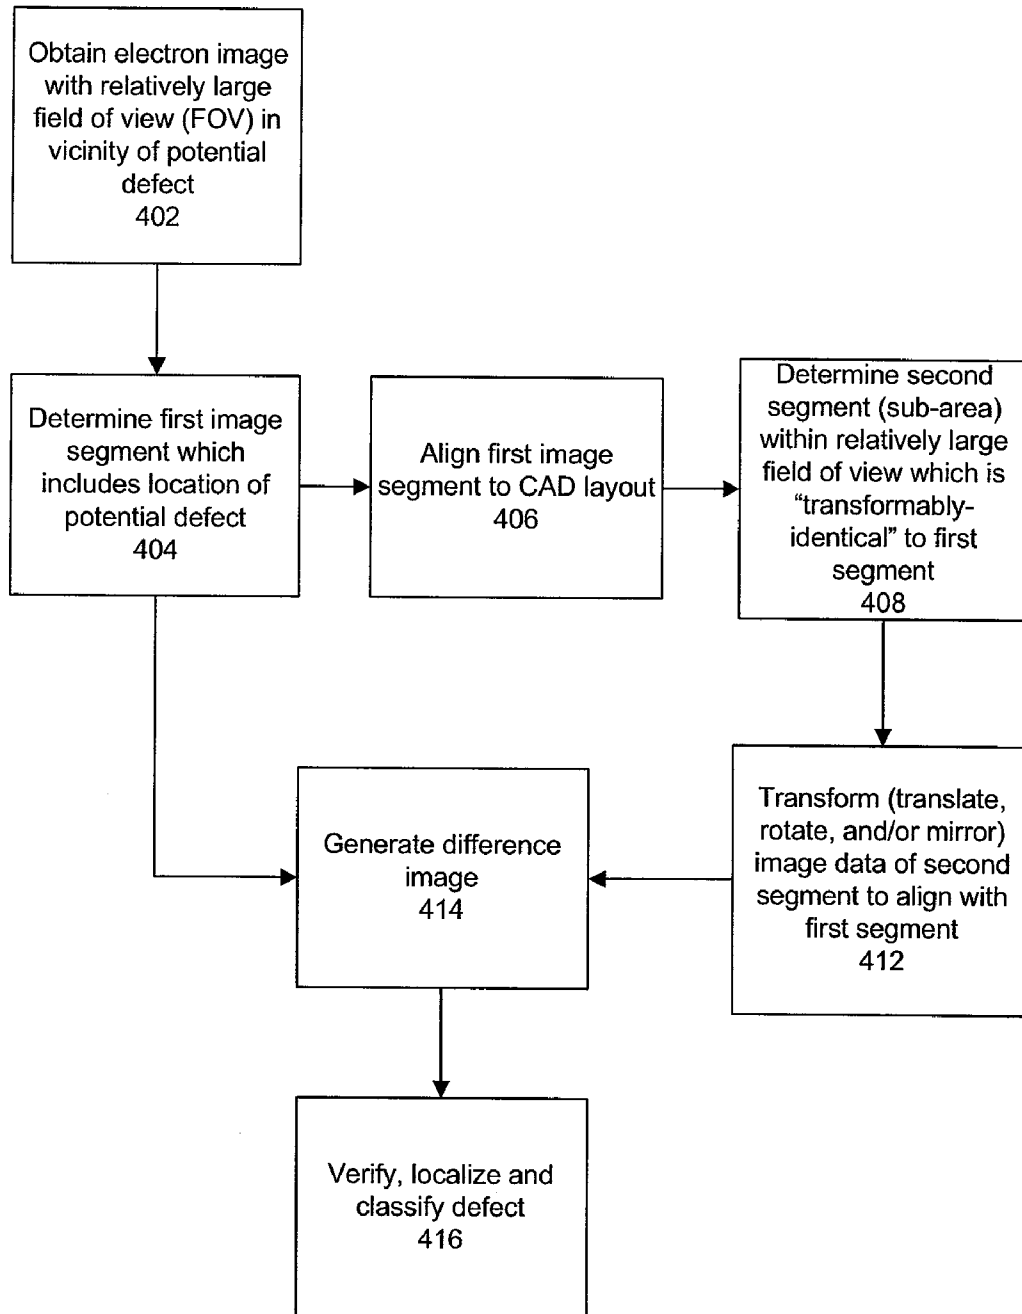 Obtain electron image
with relatively large
field of view (FOV) in
vicinity of potential
defect
402
Determine first image
segment which
includes location of
potential defect
404
Align first image
segment to CAD layout
406
Determine second
segment (sub-area)
within relatively large
field of view which is
“transformably-
identical” to first
segment
408
Transform (translate,
rotate, and/or mirror)
image data of second
segment to align with
first segment
412
Generate difference
image
414
Verify, localize and
classify defect
416